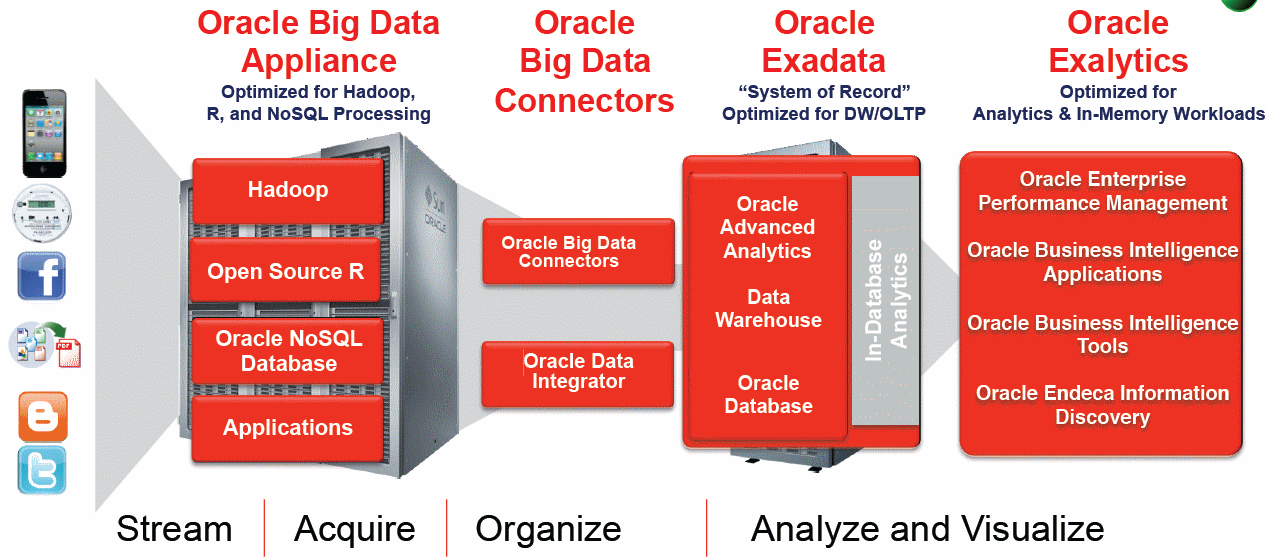 Oracle Big Data
Appliance
Optimized for Hadoop,
R, and NoSQL Processing
Oracle
Big Data
Connectors
Oracle
Exadata
“System of Record”
Optimized for DW/OLTP
Oracle
Exalytics
Optimized for
Analytics & In-Memory Workloads
Hadoop
Open Source R
Oracle NoSQL
Database
Applications
Sun
ORACLE
PDF
Oracle Big Data
Connectors
Oracle Data
Integrator
Oracle
Advanced
Analytics
Data
Warehouse
Oracle
Database
In-Database
Analytics
Oracle Enterprise
Performance Management
Oracle Business Intelligence
Applications
Oracle Business Intelligence
Tools
Oracle Endeca Information
Discovery
Stream
Acquire
Organize
Analyze and Visualize